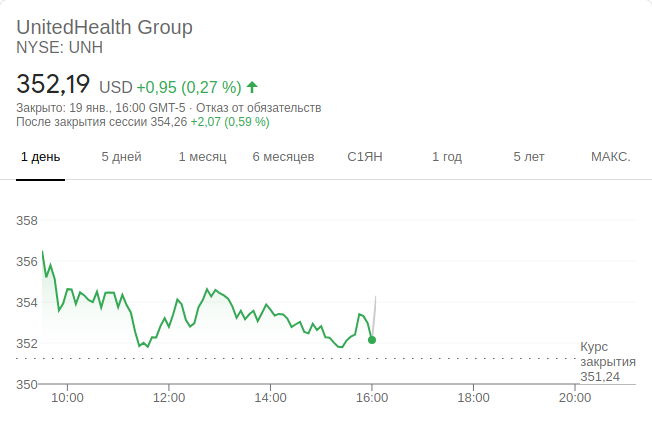 UnitedHealth Group
NYSE: UNH
352,19 USD +0,95 (0,27 %)
Закрыто: 19 янв., 16:00 GMT-5 · Отказ от обязательств
После закрытия сессии 354,26 +2,07 (0,59 %)
1 день 5 дней 1 месяц 6 месяцев С1ЯН 1 год 5 лет МАКС.
358
356
354
352
350
Курс
закрытия
351,24
10:00 12:00 14:00 16:00 18:00 20:00